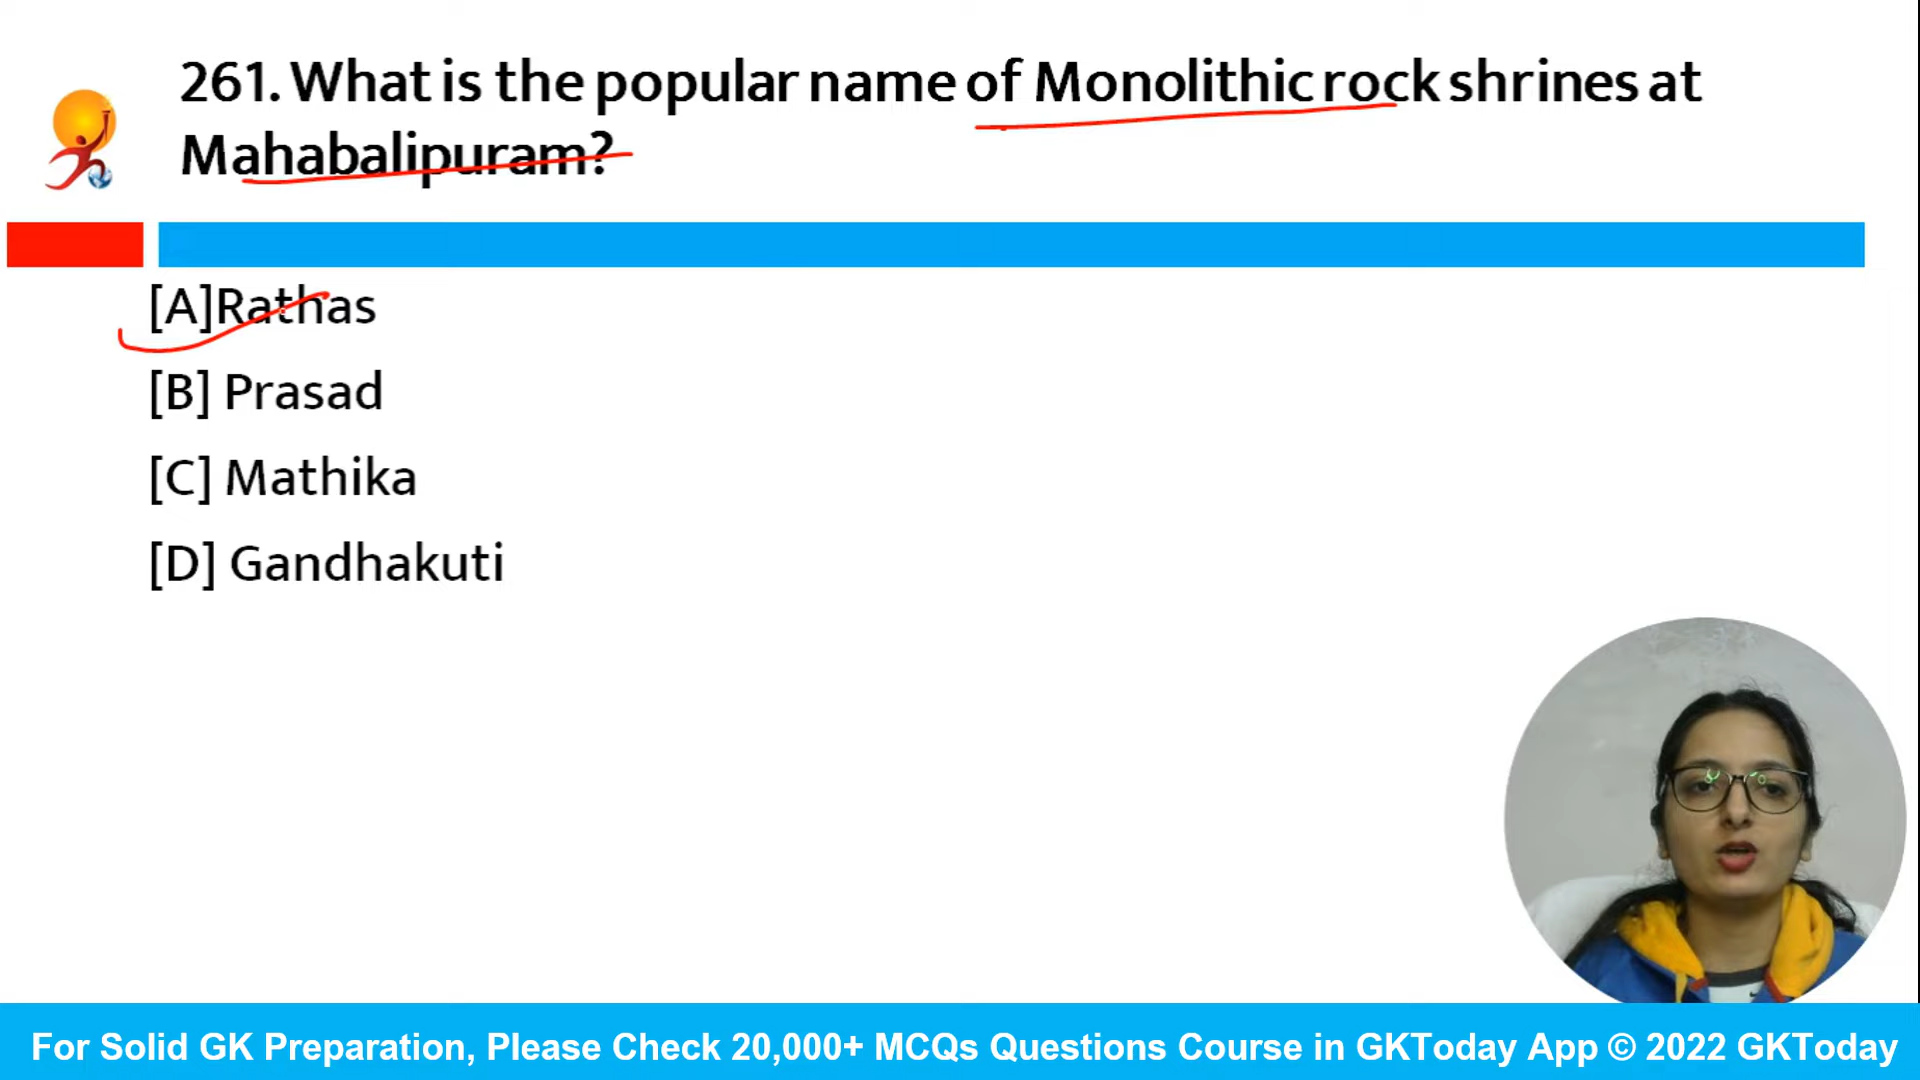 261. What is the popular name of Monolithic rock shrines at
Mahabalipuram?
[A]Rathas
[B] Prasad
[C] Mathika
[D] Gandhakuti
For Solid GK Preparation, Please Check 20,000+ MCQs Questions Course in GKToday App © 2022 GKToday